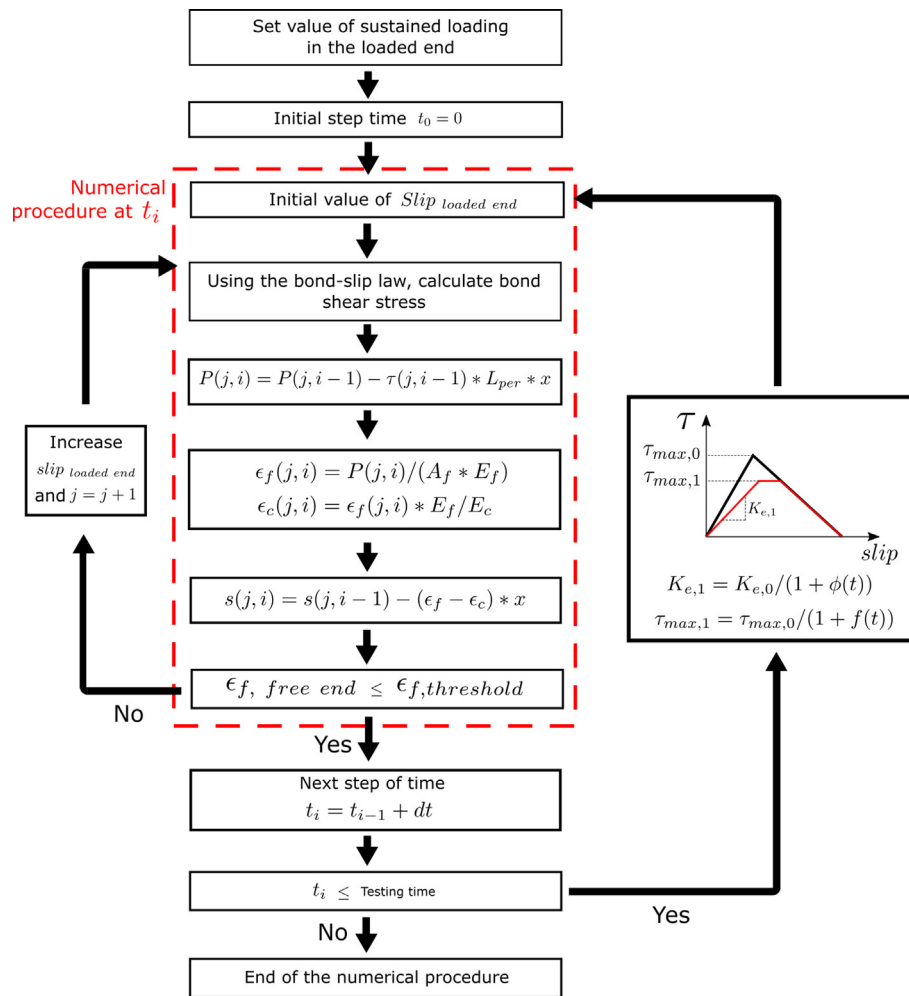 Set value of sustained loading
in the loaded end
Initial step time t₀ = 0
Numerical
procedure at tᵢ
Initial value of Slip loaded end
Using the bond-slip law, calculate bond
shear stress
P(j, i) = P(j, i − 1) − τ(j, i − 1) * L_per * x
ϵ_f(j, i) = P(j, i)/(A_f * E_f)
ϵ_c(j, i) = ϵ_f(j, i) * E_f/E_c
s(j, i) = s(j, i − 1) − (ϵ_f − ϵ_c) * x
ϵ_f, free end ≤ ϵ_f,threshold
No
Increase
slip loaded end
and j = j + 1
Yes
Next step of time
tᵢ = tᵢ₋₁ + dt
tᵢ ≤ Testing time
Yes
No
End of the numerical procedure
τ
τ_max,0
τ_max,1
K_e,1
slip
K_e,1 = K_e,0/(1 + ϕ(t))
τ_max,1 = τ_max,0/(1 + f(t))